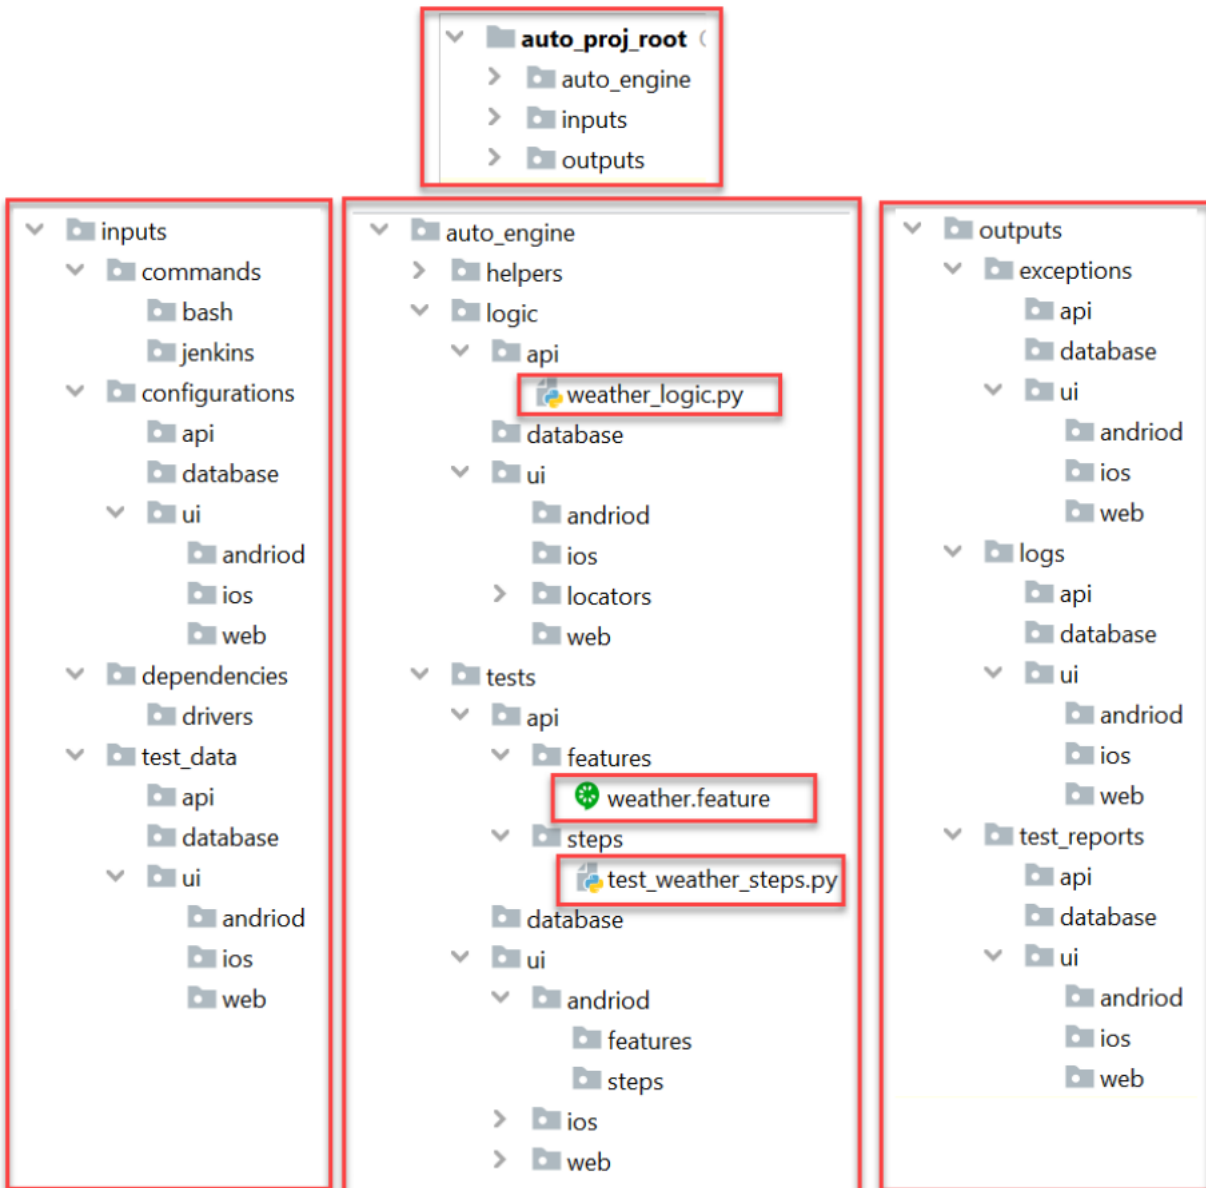 auto_proj_root
auto_engine
inputs
outputs
inputs
commands
bash
jenkins
configurations
api
database
ui
andriod
ios
web
dependencies
drivers
test_data
api
database
ui
andriod
ios
web
auto_engine
helpers
logic
api
weather_logic.py
database
ui
andriod
ios
locators
web
tests
api
features
weather.feature
steps
test_weather_steps.py
database
ui
andriod
features
steps
ios
web
outputs
exceptions
api
database
ui
andriod
ios
web
logs
api
database
ui
andriod
ios
web
test_reports
api
database
ui
andriod
ios
web